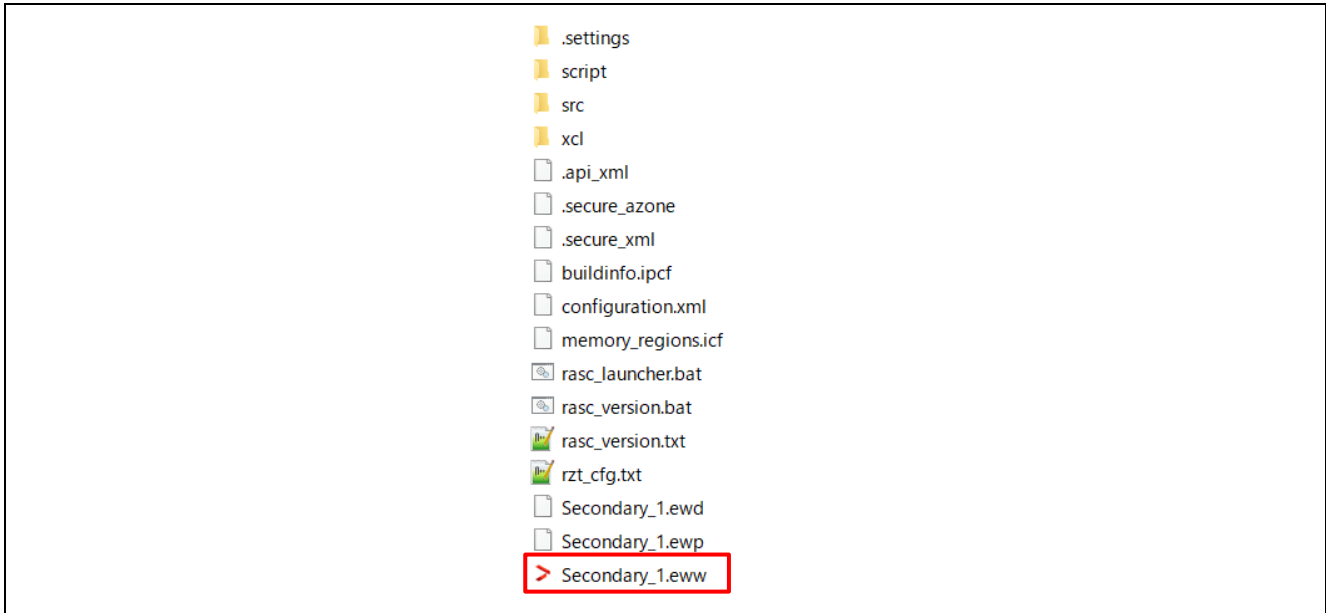 .settings
script
src
xcl
.api_xml
.secure_azone
.secure_xml
buildinfo.ipcf
configuration.xml
memory_regions.icf
rasc_launcher.bat
rasc_version.bat
rasc_version.txt
rzt_cfg.txt
Secondary_1.ewd
Secondary_1.ewp
Secondary_1.eww